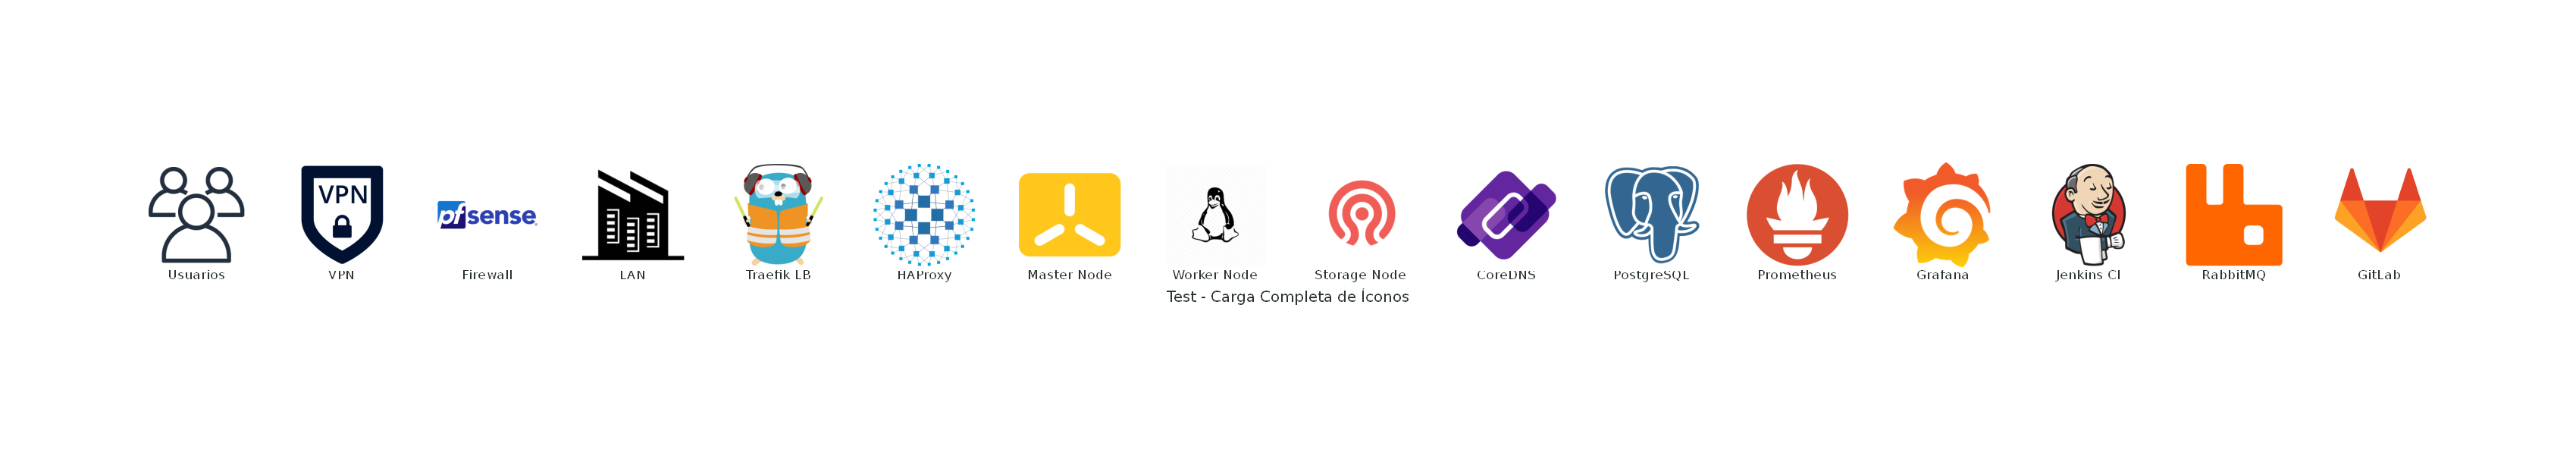 VPN
pfsense
Usuarios
VPN
Firewall
LAN
Traefik LB
HAProxy
Master Node
Worker Node
Storage Node
CoreDNS
PostgreSQL
Prometheus
Grafana
Jenkins CI
RabbitMQ
GitLab
Test - Carga Completa de Íconos